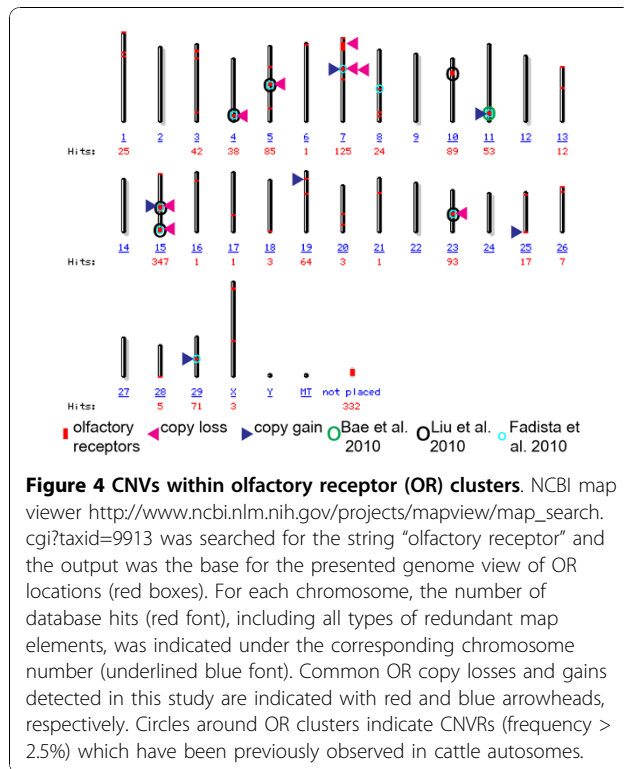 1 2 3 4 5 6 7 8 9 10 11 12 13
Hits: 25 42 38 85 1 125 24 89 53 12
14 15 16 17 18 19 20 21 22 23 24 25 26
Hits: 347 1 1 3 64 3 1 93 17 7
27 28 29 X Y MT not placed
Hits: 5 71 3 332
olfactory receptors
copy loss
copy gain
Bae et al. 2010
Liu et al. 2010
Fadista et al. 2010
Figure 4 CNVs within olfactory receptor (OR) clusters. NCBI map
viewer http://www.ncbi.nlm.nih.gov/projects/mapview/map_search.
cgi?taxid=9913 was searched for the string “olfactory receptor” and
the output was the base for the presented genome view of OR
locations (red boxes). For each chromosome, the number of
database hits (red font), including all types of redundant map
elements, was indicated under the corresponding chromosome
number (underlined blue font). Common OR copy losses and gains
detected in this study are indicated with red and blue arrowheads,
respectively. Circles around OR clusters indicate CNVRs (frequency >
2.5%) which have been previously observed in cattle autosomes.